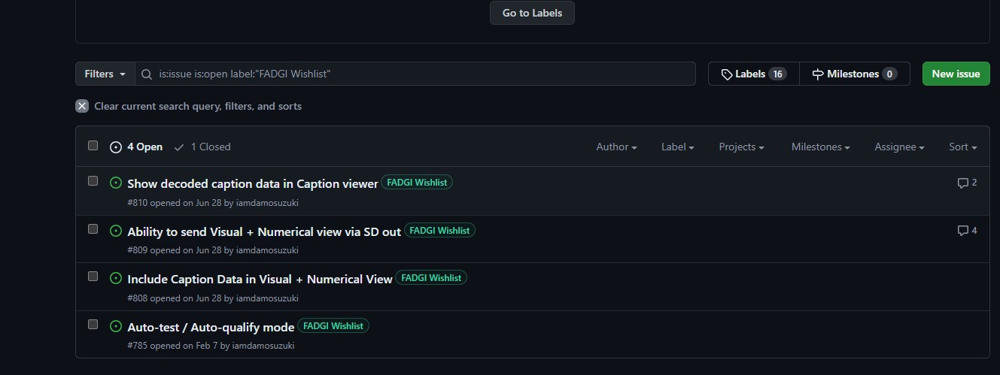 Go to Labels
Filters is:issue is:open label:"FADGI Wishlist" Labels 16 Milestones 0 New issue
Clear current search query, filters, and sorts
4 Open 1 Closed Author Label Projects Milestones Assignee Sort
Show decoded caption data in Caption viewer FADGI Wishlist 2
#810 opened on Jun 28 by iamdamosuzuki
Ability to send Visual + Numerical view via SD out FADGI Wishlist 4
#809 opened on Jun 28 by iamdamosuzuki
Include Caption Data in Visual + Numerical View FADGI Wishlist
#808 opened on Jun 28 by iamdamosuzuki
Auto-test / Auto-qualify mode FADGI Wishlist
#785 opened on Feb 7 by iamdamosuzuki